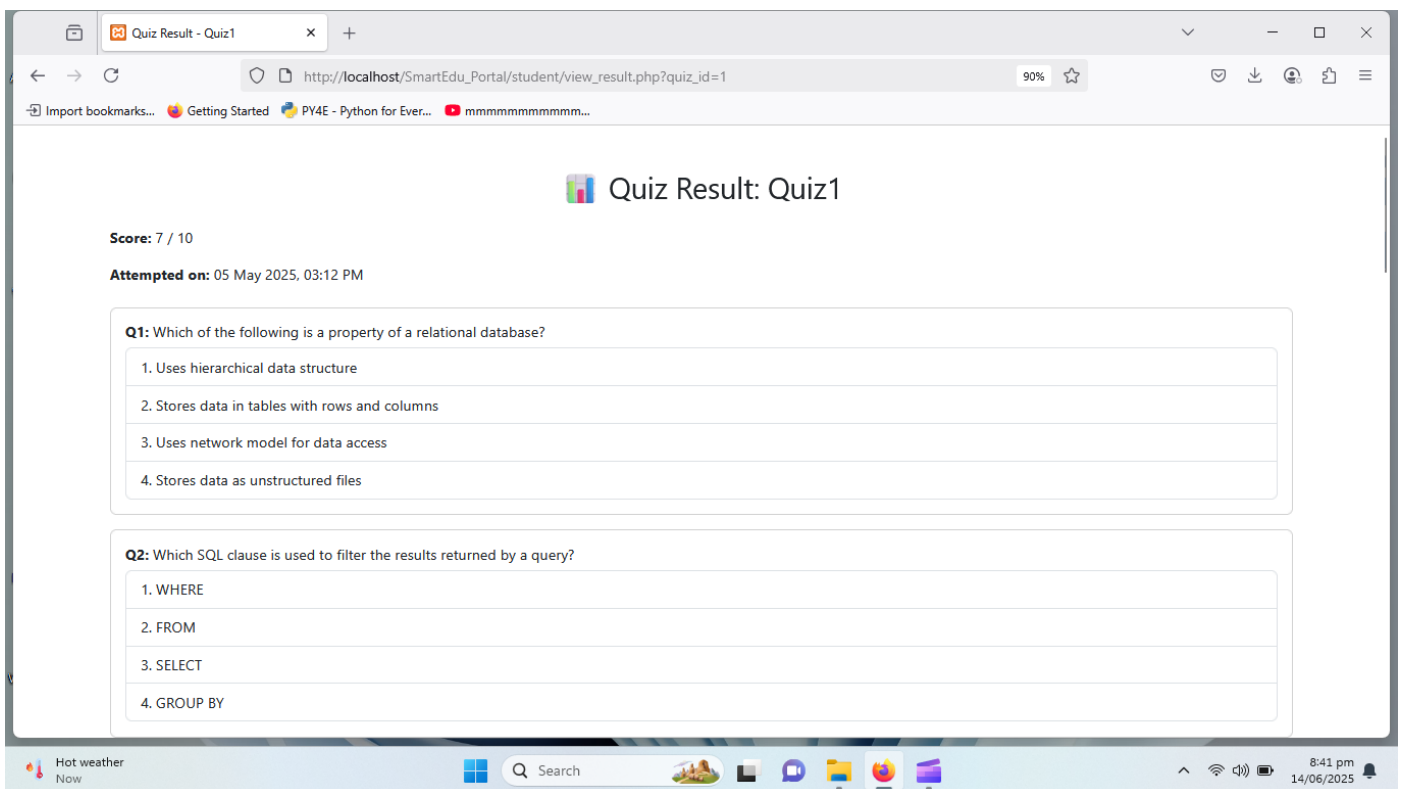 Quiz Result - Quiz1
http://localhost/SmartEdu_Portal/student/view_result.php?quiz_id=1
90%
Import bookmarks... Getting Started PY4E - Python for Ever... mmmmmmmmmmm...
Quiz Result: Quiz1
Score: 7 / 10
Attempted on: 05 May 2025, 03:12 PM
Q1: Which of the following is a property of a relational database?
1. Uses hierarchical data structure
2. Stores data in tables with rows and columns
3. Uses network model for data access
4. Stores data as unstructured files
Q2: Which SQL clause is used to filter the results returned by a query?
1. WHERE
2. FROM
3. SELECT
4. GROUP BY
Hot weather
Now
Search
8:41 pm
14/06/2025